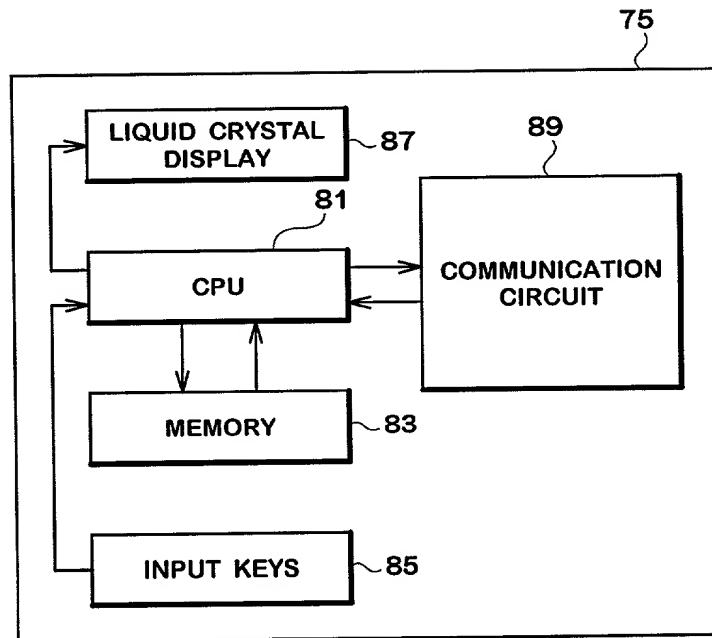 75
LIQUID CRYSTAL
DISPLAY
87
89
81
CPU
COMMUNICATION
CIRCUIT
MEMORY
83
INPUT KEYS
85